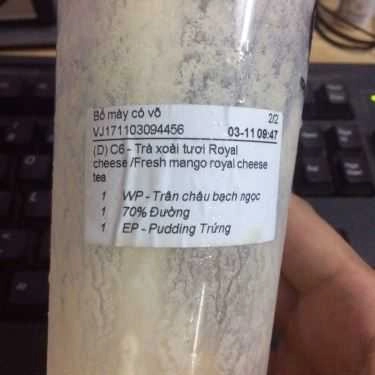 Bố mày có vỡ 2/2
VJ171103094456 03-11 09:47
(D) C6 - Trà xoài tươi Royal
cheese /Fresh mango royal cheese
tea
1 WP - Trân châu bạch ngọc
1 70% Đường
1 EP - Pudding Trứng